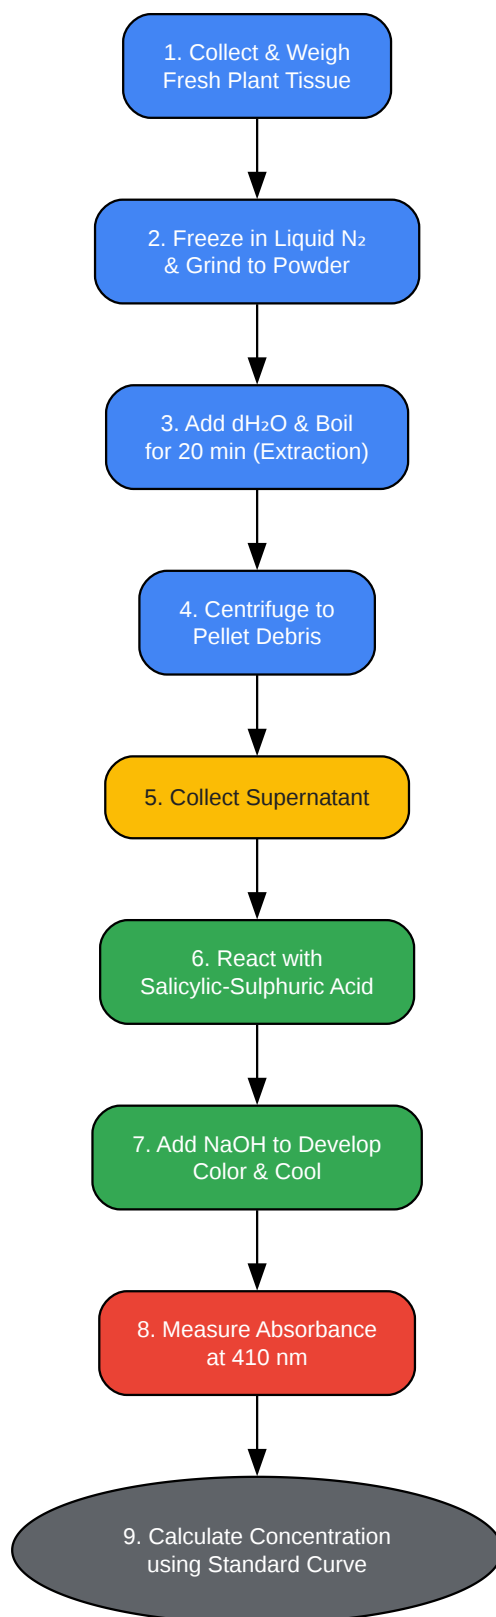 1. Collect & Weigh
Fresh Plant Tissue
2. Freeze in Liquid N₂
& Grind to Powder
3. Add dH₂O & Boil
for 20 min (Extraction)
4. Centrifuge to
Pellet Debris
5. Collect Supernatant
6. React with
Salicylic-Sulphuric Acid
7. Add NaOH to Develop
Color & Cool
8. Measure Absorbance
at 410 nm
9. Calculate Concentration
using Standard Curve